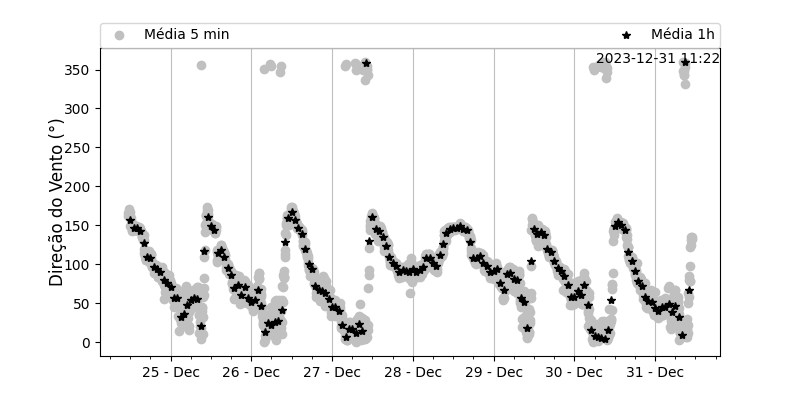 Média 5 min
Média 1h
2023-12-31 11:22
Direção do Vento (°)
350
300
250
200
150
100
50
0
25 - Dec
26 - Dec
27 - Dec
28 - Dec
29 - Dec
30 - Dec
31 - Dec